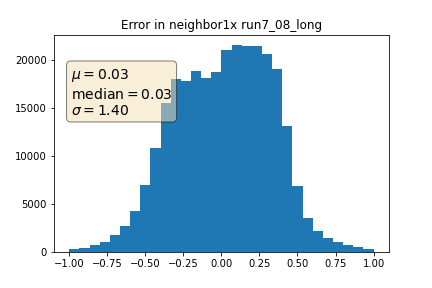 Error in neighbor1x run7_08_long
μ = 0.03
median = 0.03
σ = 1.40
20000
15000
10000
5000
0
−1.00 −0.75 −0.50 −0.25 0.00 0.25 0.50 0.75 1.00